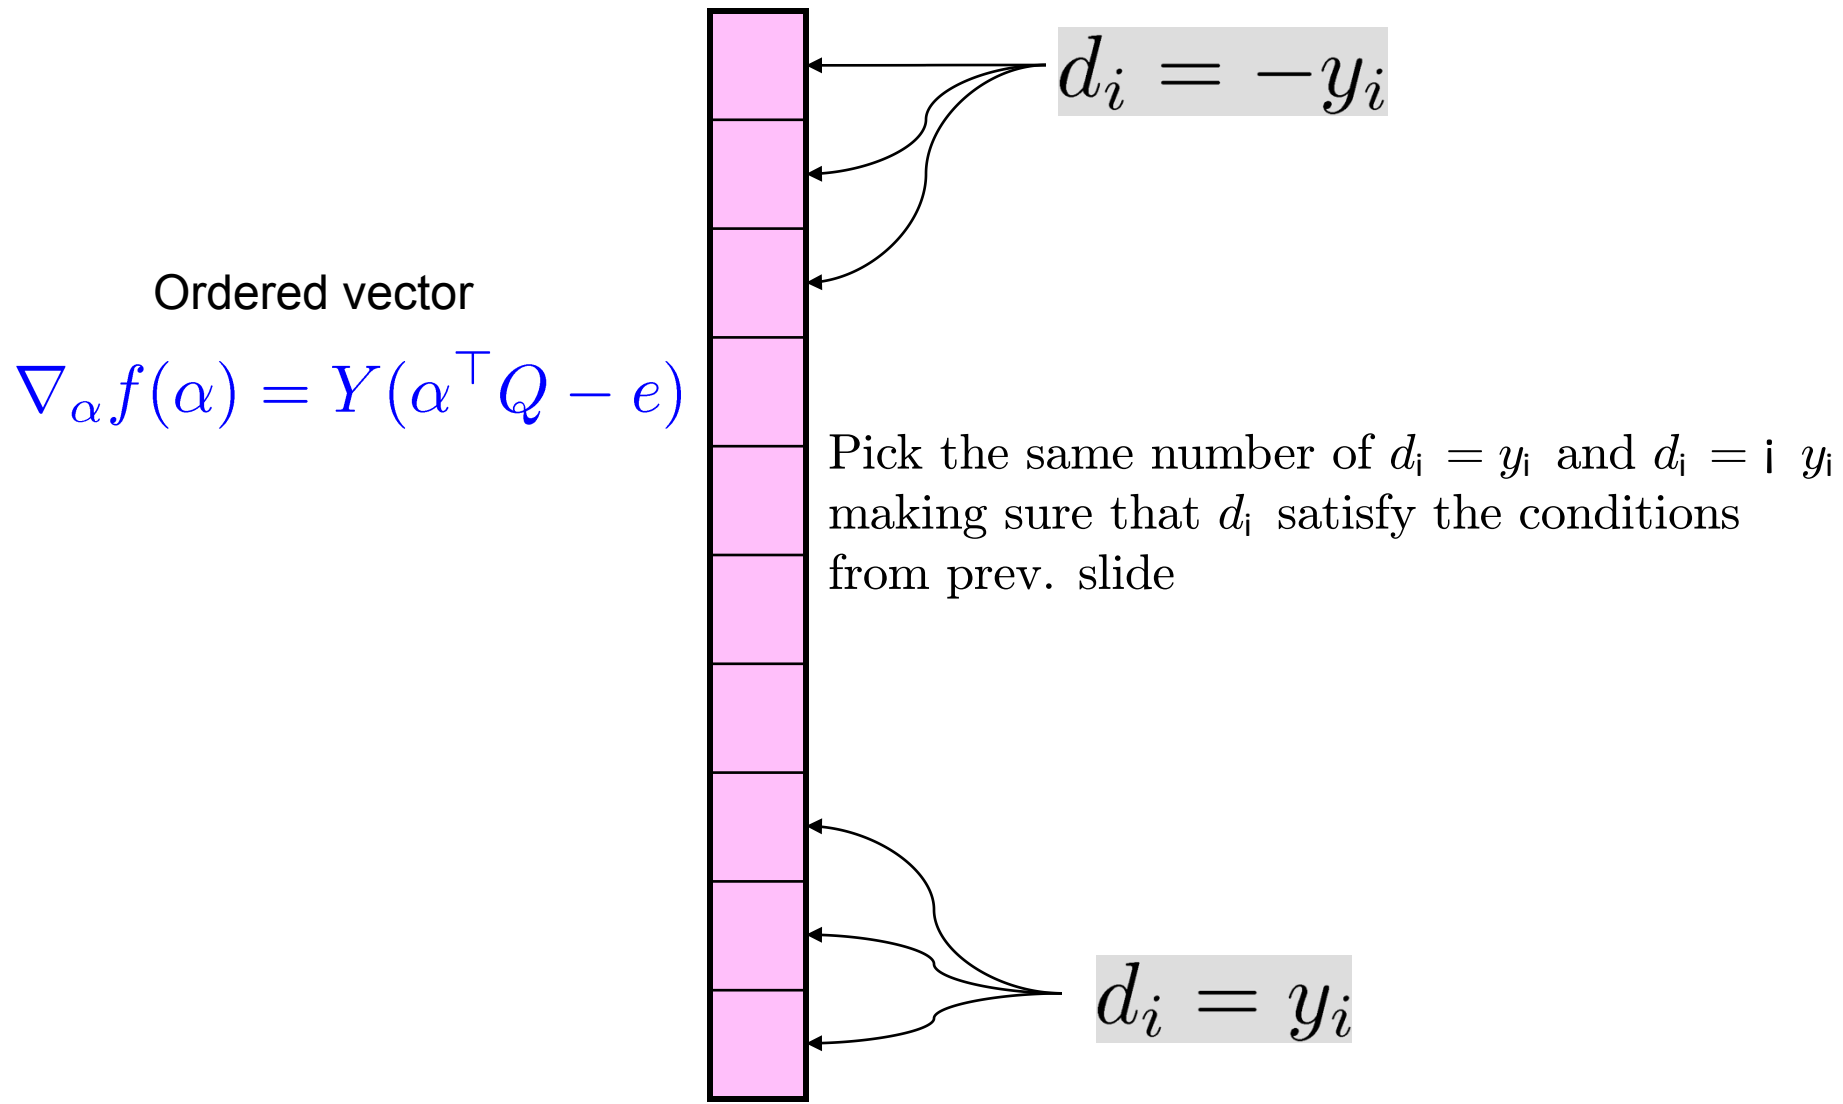 d_i = −y_i
Ordered vector
∇_α f(α) = Y(α^⊤Q − e)
Pick the same number of d_i = y_i and d_i = ¡ y_i
making sure that d_i satisfy the conditions
from prev. slide
d_i = y_i